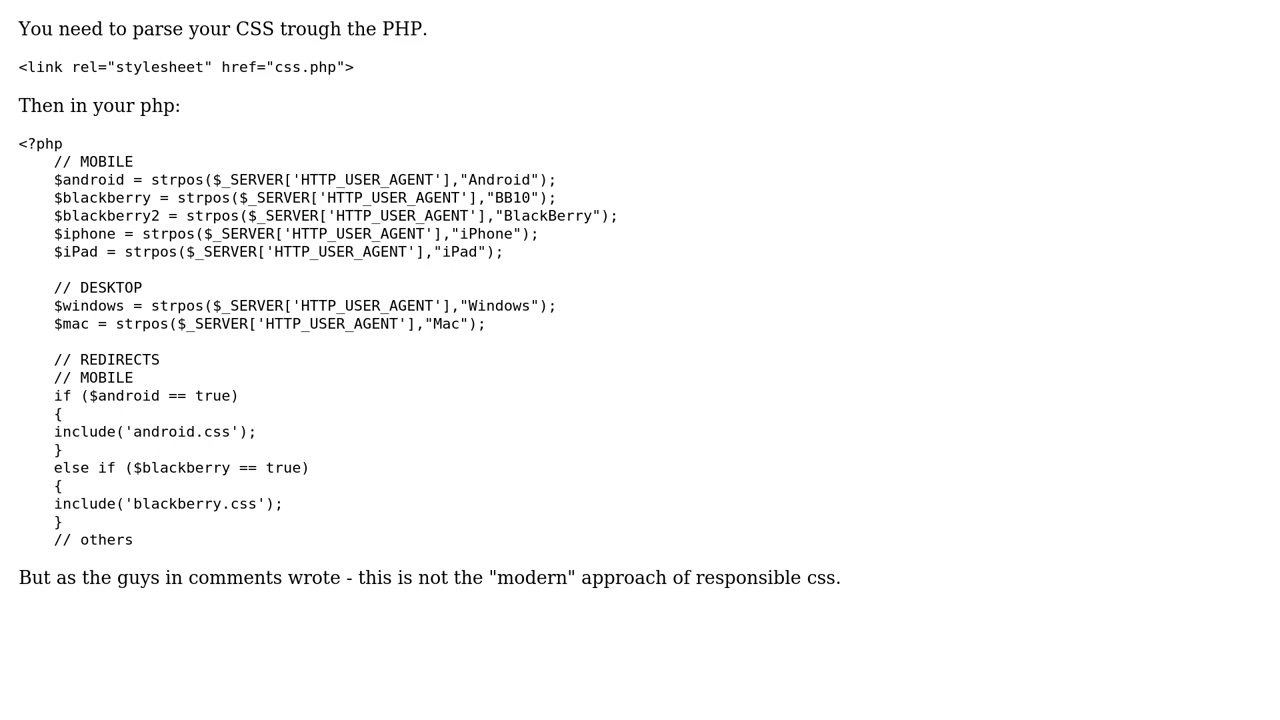 You need to parse your CSS trough the PHP.
<link rel="stylesheet" href="css.php">
Then in your php:
<?php
    // MOBILE
    $android = strpos($_SERVER['HTTP_USER_AGENT'],"Android");
    $blackberry = strpos($_SERVER['HTTP_USER_AGENT'],"BB10");
    $blackberry2 = strpos($_SERVER['HTTP_USER_AGENT'],"BlackBerry");
    $iphone = strpos($_SERVER['HTTP_USER_AGENT'],"iPhone");
    $iPad = strpos($_SERVER['HTTP_USER_AGENT'],"iPad");

    // DESKTOP
    $windows = strpos($_SERVER['HTTP_USER_AGENT'],"Windows");
    $mac = strpos($_SERVER['HTTP_USER_AGENT'],"Mac");

    // REDIRECTS
    // MOBILE
    if ($android == true)
    {
    include('android.css');
    }
    else if ($blackberry == true)
    {
    include('blackberry.css');
    }
    // others
But as the guys in comments wrote - this is not the "modern" approach of responsible css.